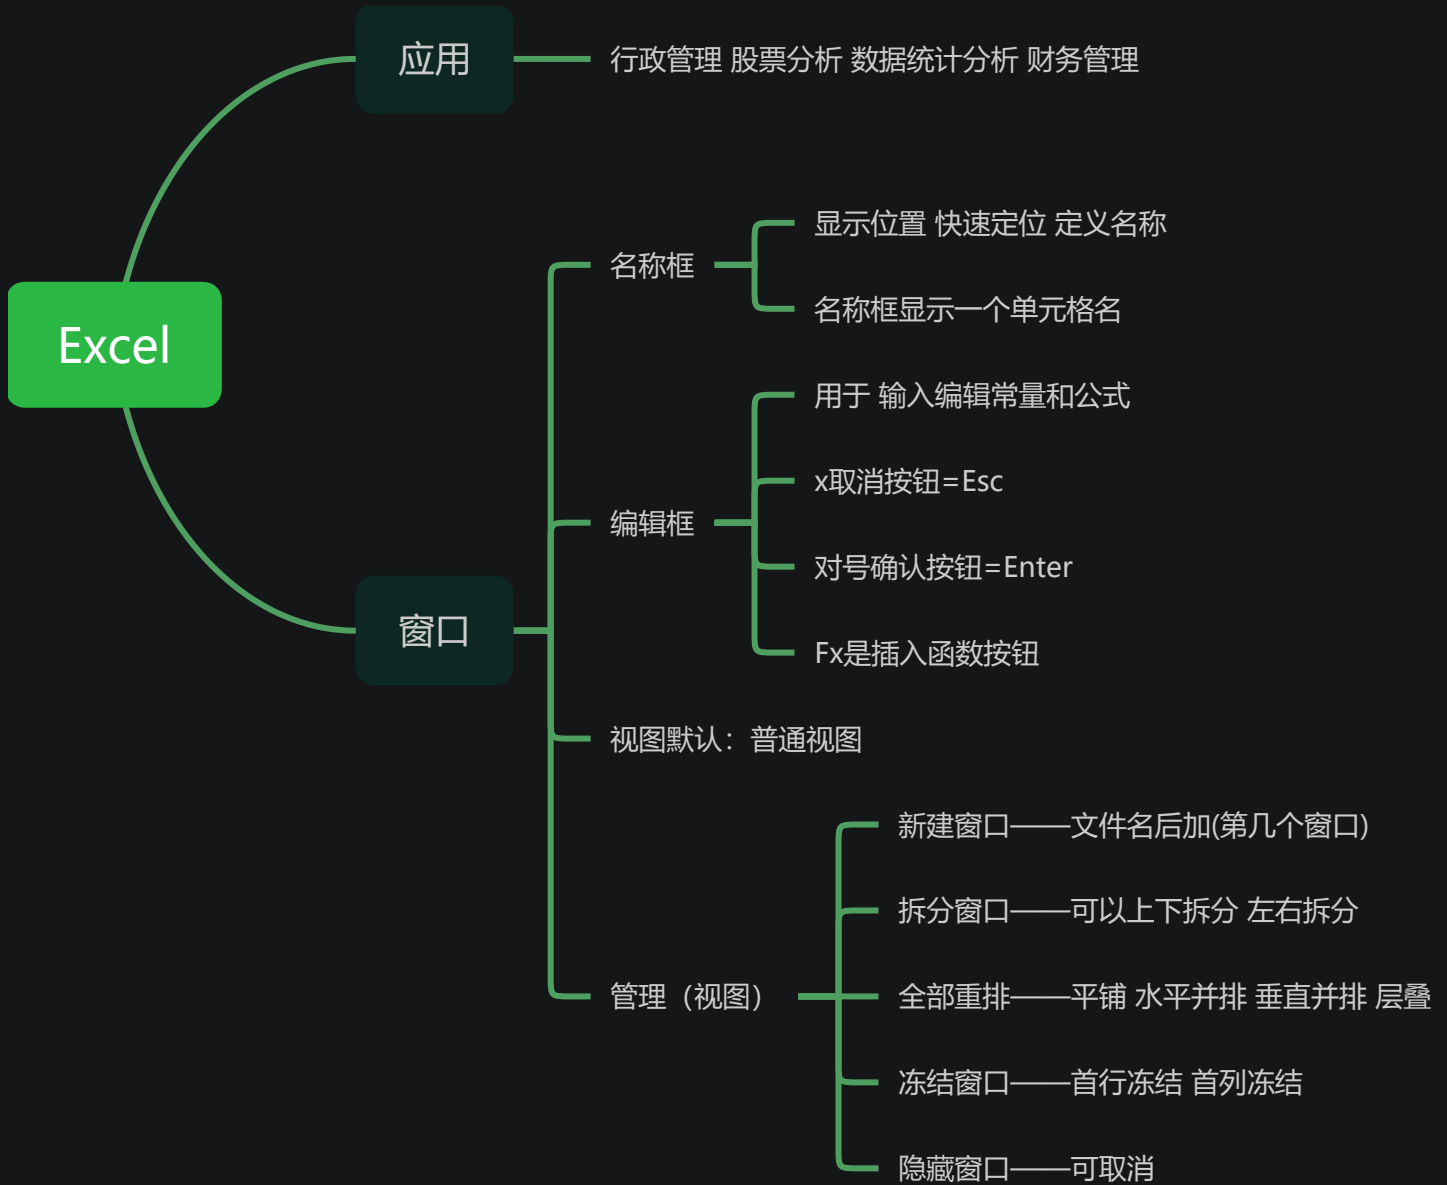 Excel
应用
行政管理 股票分析 数据统计分析 财务管理
窗口
名称框
显示位置 快速定位 定义名称
名称框显示一个单元格名
编辑框
用于 输入编辑常量和公式
x取消按钮=Esc
对号确认按钮=Enter
Fx是插入函数按钮
视图默认：普通视图
管理（视图）
新建窗口——文件名后加(第几个窗口)
拆分窗口——可以上下拆分 左右拆分
全部重排——平铺 水平并排 垂直并排 层叠
冻结窗口——首行冻结 首列冻结
隐藏窗口——可取消